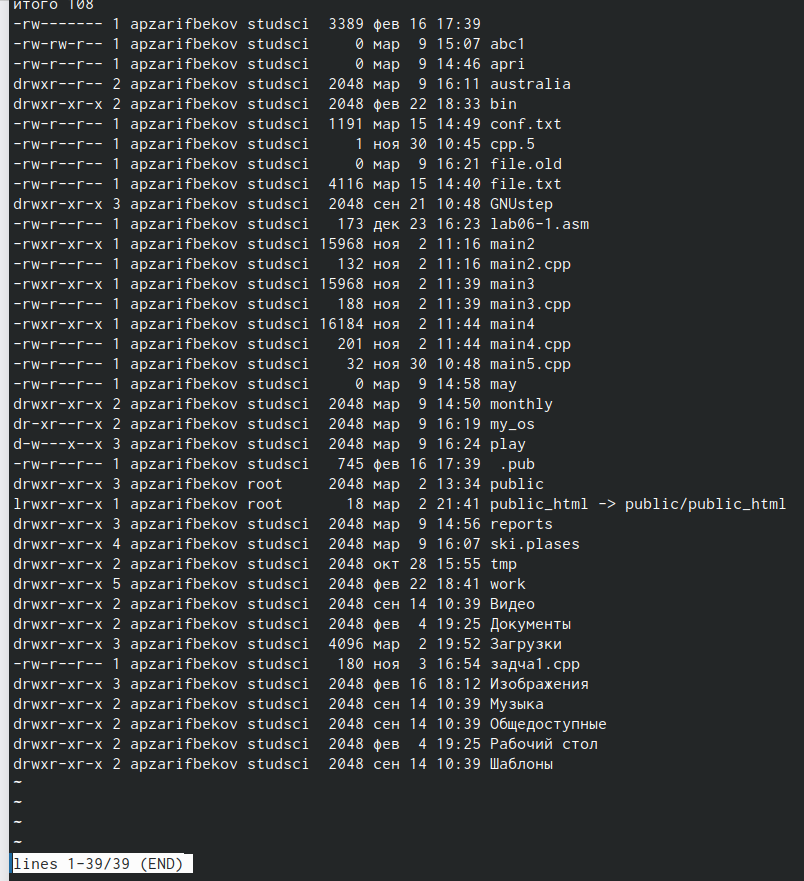 итого 108
-rw------- 1 apzarifbekov studsci  3389 фев 16 17:39
-rw-rw-r-- 1 apzarifbekov studsci     0 мар  9 15:07 abc1
-rw-r--r-- 1 apzarifbekov studsci     0 мар  9 14:46 apri
drwxr--r-- 2 apzarifbekov studsci  2048 мар  9 16:11 australia
drwxr-xr-x 2 apzarifbekov studsci  2048 фев 22 18:33 bin
-rw-r--r-- 1 apzarifbekov studsci  1191 мар 15 14:49 conf.txt
-rw-r--r-- 1 apzarifbekov studsci     1 ноя 30 10:45 cpp.5
-rw-r--r-- 1 apzarifbekov studsci     0 мар  9 16:21 file.old
-rw-r--r-- 1 apzarifbekov studsci  4116 мар 15 14:40 file.txt
drwxr-xr-x 3 apzarifbekov studsci  2048 сен 21 10:48 GNUstep
-rw-r--r-- 1 apzarifbekov studsci   173 дек 23 16:23 lab06-1.asm
-rwxr-xr-x 1 apzarifbekov studsci 15968 ноя  2 11:16 main2
-rw-r--r-- 1 apzarifbekov studsci   132 ноя  2 11:16 main2.cpp
-rwxr-xr-x 1 apzarifbekov studsci 15968 ноя  2 11:39 main3
-rw-r--r-- 1 apzarifbekov studsci   188 ноя  2 11:39 main3.cpp
-rwxr-xr-x 1 apzarifbekov studsci 16184 ноя  2 11:44 main4
-rw-r--r-- 1 apzarifbekov studsci   201 ноя  2 11:44 main4.cpp
-rw-r--r-- 1 apzarifbekov studsci    32 ноя 30 10:48 main5.cpp
-rw-r--r-- 1 apzarifbekov studsci     0 мар  9 14:58 may
drwxr-xr-x 2 apzarifbekov studsci  2048 мар  9 14:50 monthly
dr-xr--r-- 2 apzarifbekov studsci  2048 мар  9 16:19 my_os
d-w---x--x 3 apzarifbekov studsci  2048 мар  9 16:24 play
-rw-r--r-- 1 apzarifbekov studsci   745 фев 16 17:39  .pub
drwxr-xr-x 3 apzarifbekov root     2048 мар  2 13:34 public
lrwxr-xr-x 1 apzarifbekov root       18 мар  2 21:41 public_html -> public/public_html
drwxr-xr-x 3 apzarifbekov studsci  2048 мар  9 14:56 reports
drwxr-xr-x 4 apzarifbekov studsci  2048 мар  9 16:07 ski.plases
drwxr-xr-x 2 apzarifbekov studsci  2048 окт 28 15:55 tmp
drwxr-xr-x 5 apzarifbekov studsci  2048 фев 22 18:41 work
drwxr-xr-x 2 apzarifbekov studsci  2048 сен 14 10:39 Видео
drwxr-xr-x 2 apzarifbekov studsci  2048 фев  4 19:25 Документы
drwxr-xr-x 3 apzarifbekov studsci  4096 мар  2 19:52 Загрузки
-rw-r--r-- 1 apzarifbekov studsci   180 ноя  3 16:54 задча1.cpp
drwxr-xr-x 3 apzarifbekov studsci  2048 фев 16 18:12 Изображения
drwxr-xr-x 2 apzarifbekov studsci  2048 сен 14 10:39 Музыка
drwxr-xr-x 2 apzarifbekov studsci  2048 сен 14 10:39 Общедоступные
drwxr-xr-x 2 apzarifbekov studsci  2048 фев  4 19:25 Рабочий стол
drwxr-xr-x 2 apzarifbekov studsci  2048 сен 14 10:39 Шаблоны
~
~
~
~
lines 1-39/39 (END)